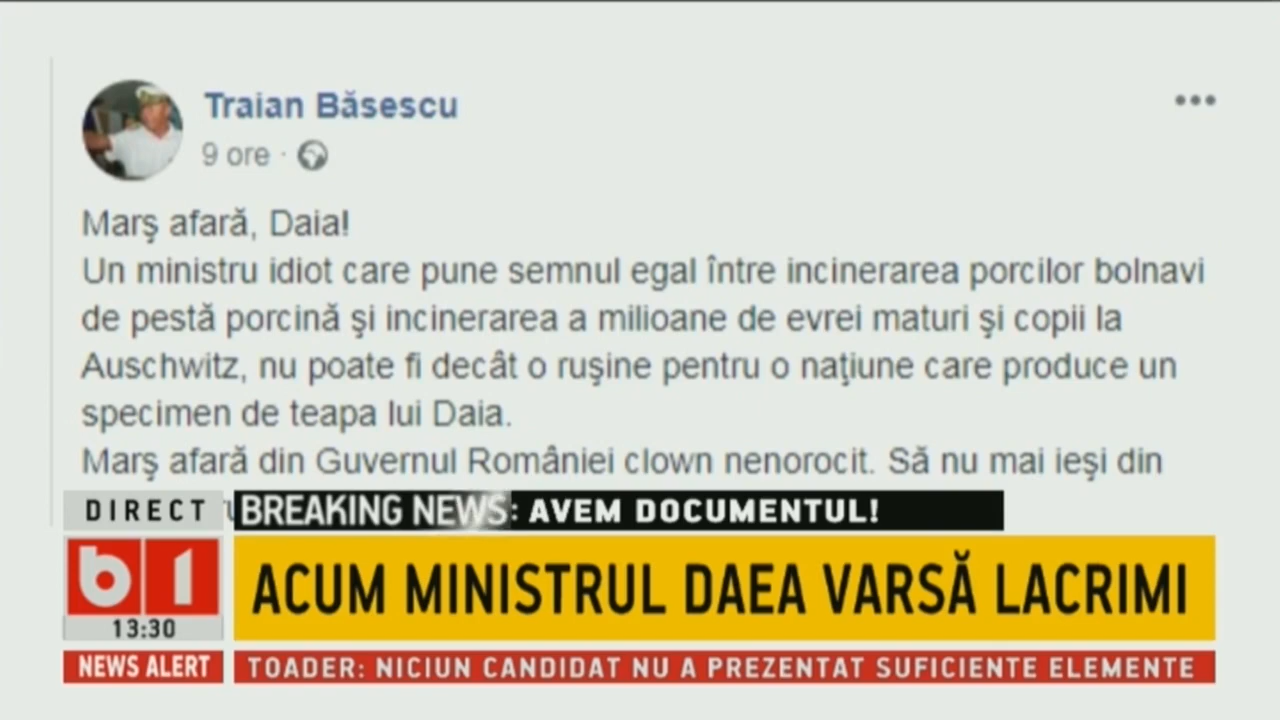 Traian Băsescu
9 ore ·
Marş afară, Daia!
Un ministru idiot care pune semnul egal între incinerarea porcilor bolnavi
de pestă porcină şi incinerarea a milioane de evrei maturi şi copii la
Auschwitz, nu poate fi decât o ruşine pentru o naţiune care produce un
specimen de teapa lui Daia.
Marş afară din Guvernul României clown nenorocit. Să nu mai ieşi din
DIRECT
BREAKING NEWS: AVEM DOCUMENTUL!
b1
ACUM MINISTRUL DAEA VARSĂ LACRIMI
13:30
NEWS ALERT
TOADER: NICIUN CANDIDAT NU A PREZENTAT SUFICIENTE ELEMENTE